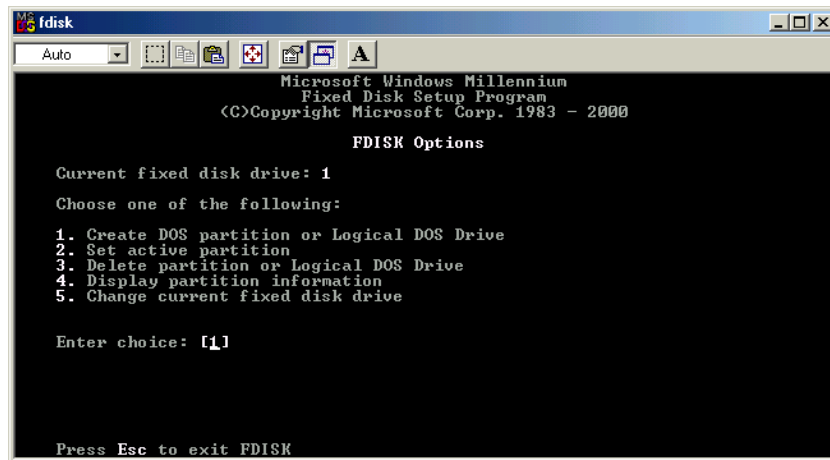 fdisk
Auto
A
Microsoft Windows Millennium
Fixed Disk Setup Program
(C)Copyright Microsoft Corp. 1983 - 2000
FDISK Options
Current fixed disk drive: 1
Choose one of the following:
1. Create DOS partition or Logical DOS Drive
2. Set active partition
3. Delete partition or Logical DOS Drive
4. Display partition information
5. Change current fixed disk drive
Enter choice: [1]
Press Esc to exit FDISK